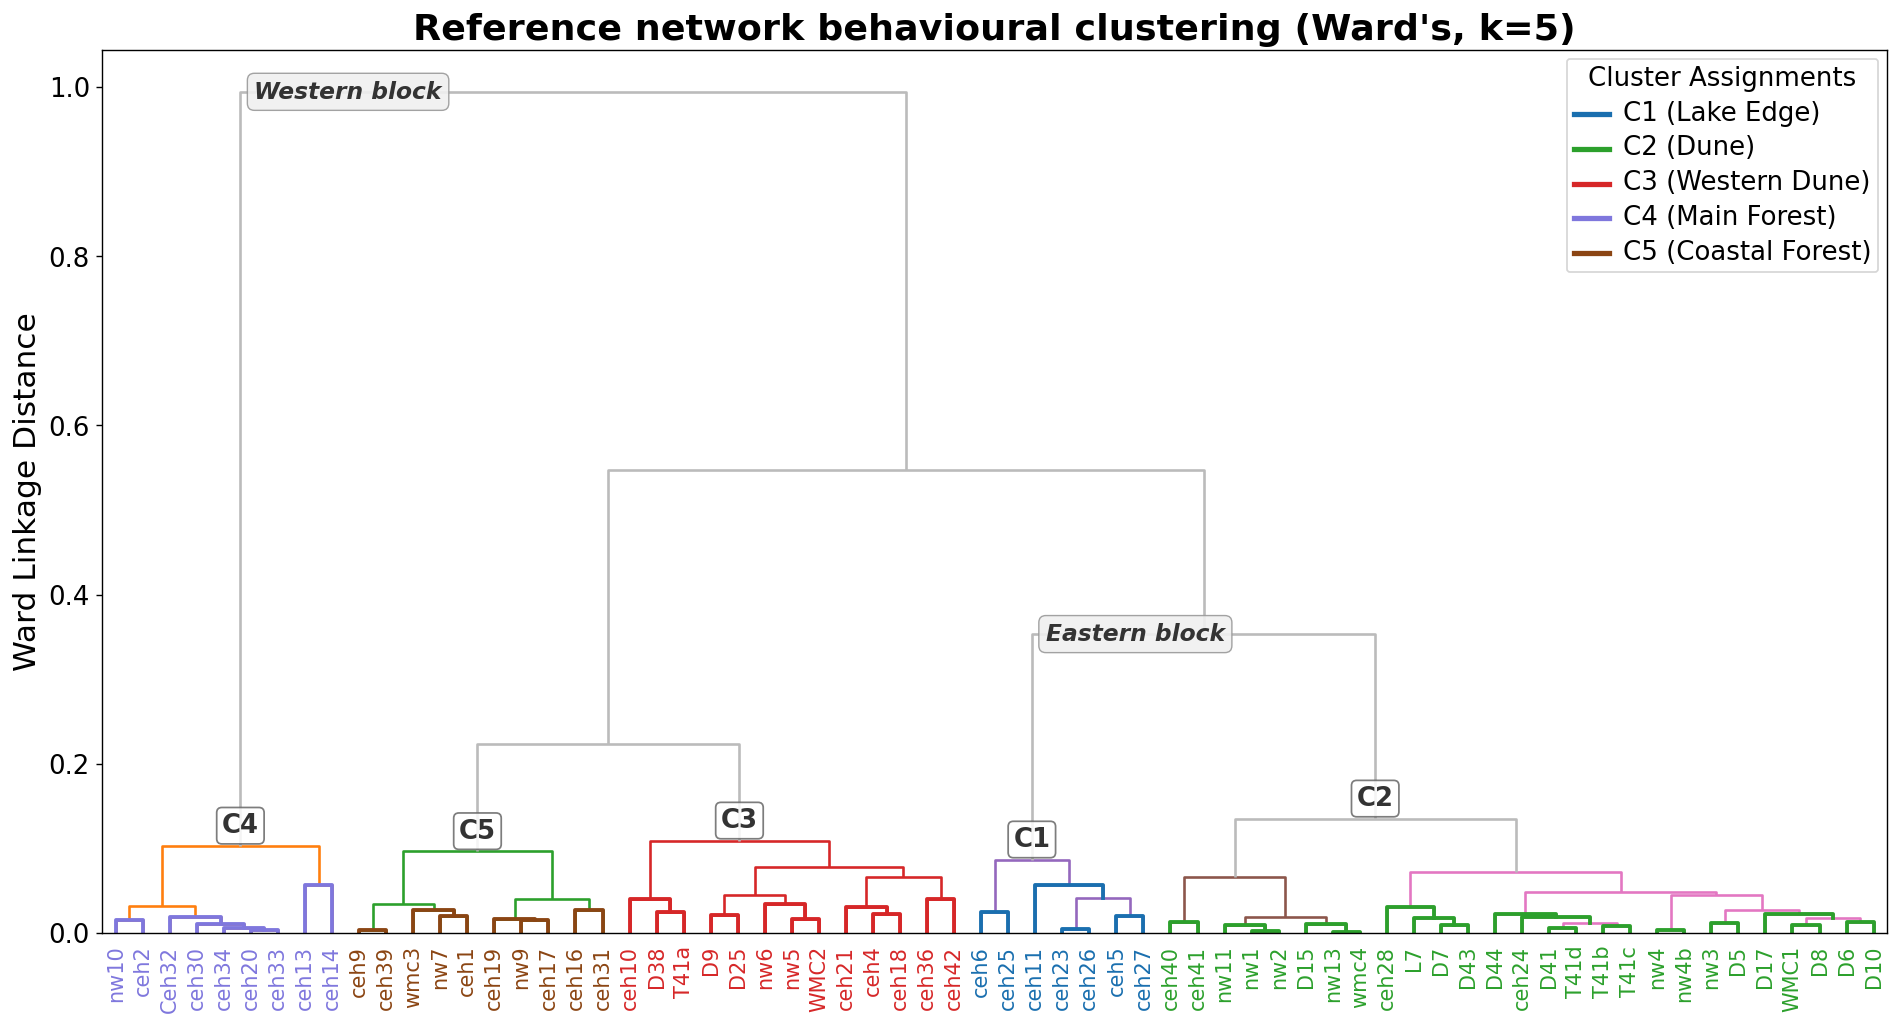 Reference network behavioural clustering (Ward's, k=5)
Ward Linkage Distance
1.0
0.8
0.6
0.4
0.2
0.0
Western block
Eastern block
C4
C5
C3
C1
C2
Cluster Assignments
C1 (Lake Edge)
C2 (Dune)
C3 (Western Dune)
C4 (Main Forest)
C5 (Coastal Forest)
nw10
ceh2
Ceh32
ceh30
ceh34
ceh20
ceh33
ceh13
ceh14
ceh9
ceh39
wmc3
nw7
ceh1
ceh19
nw9
ceh17
ceh16
ceh31
ceh10
D38
T41a
D9
D25
nw6
nw5
WMC2
ceh21
ceh4
ceh18
ceh36
ceh42
ceh6
ceh25
ceh11
ceh23
ceh26
ceh5
ceh27
ceh40
ceh41
nw11
nw1
nw2
D15
nw13
wmc4
ceh28
L7
D7
D43
D44
ceh24
D41
T41d
T41b
T41c
nw4
nw4b
nw3
D5
D17
WMC1
D8
D6
D10